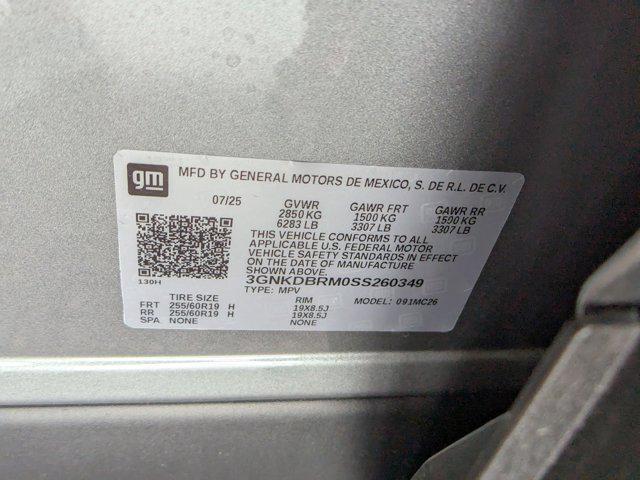 gm
MFD BY GENERAL MOTORS DE MEXICO, S. DE R.L. DE C.V.
07/25 GVWR GAWR FRT GAWR RR
2850 KG 1500 KG 1500 KG
6283 LB 3307 LB 3307 LB
THIS VEHICLE CONFORMS TO ALL
APPLICABLE U.S. FEDERAL MOTOR
VEHICLE SAFETY STANDARDS IN EFFECT
ON THE DATE OF MANUFACTURE
SHOWN ABOVE.
3GNKDBRM0SS260349
130H
TYPE: MPV MODEL: 091MC26
TIRE SIZE RIM
FRT 255/60R19 H 19X8.5J
RR 255/60R19 H 19X8.5J
SPA NONE NONE